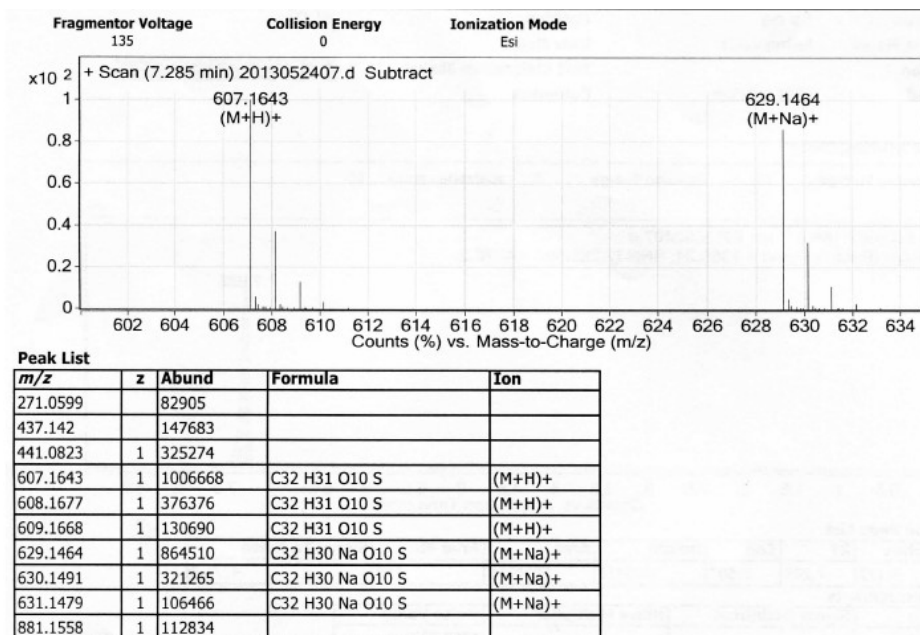 Fragmentor Voltage Collision Energy Ionization Mode
135 0 Esi
x10 2 + Scan (7.285 min) 2013052407.d Subtract
1 607.1643 629.1464
(M+H)+ (M+Na)+
0.8
0.6
0.4
0.2
0
602 604 606 608 610 612 614 616 618 620 622 624 626 628 630 632 634
Counts (%) vs. Mass-to-Charge (m/z)
Peak List
m/z z Abund Formula Ion
271.0599 82905
437.142 147683
441.0823 1 325274
607.1643 1 1006668 C32 H31 O10 S (M+H)+
608.1677 1 376376 C32 H31 O10 S (M+H)+
609.1668 1 130690 C32 H31 O10 S (M+H)+
629.1464 1 864510 C32 H30 Na O10 S (M+Na)+
630.1491 1 321265 C32 H30 Na O10 S (M+Na)+
631.1479 1 106466 C32 H30 Na O10 S (M+Na)+
881.1558 1 112834